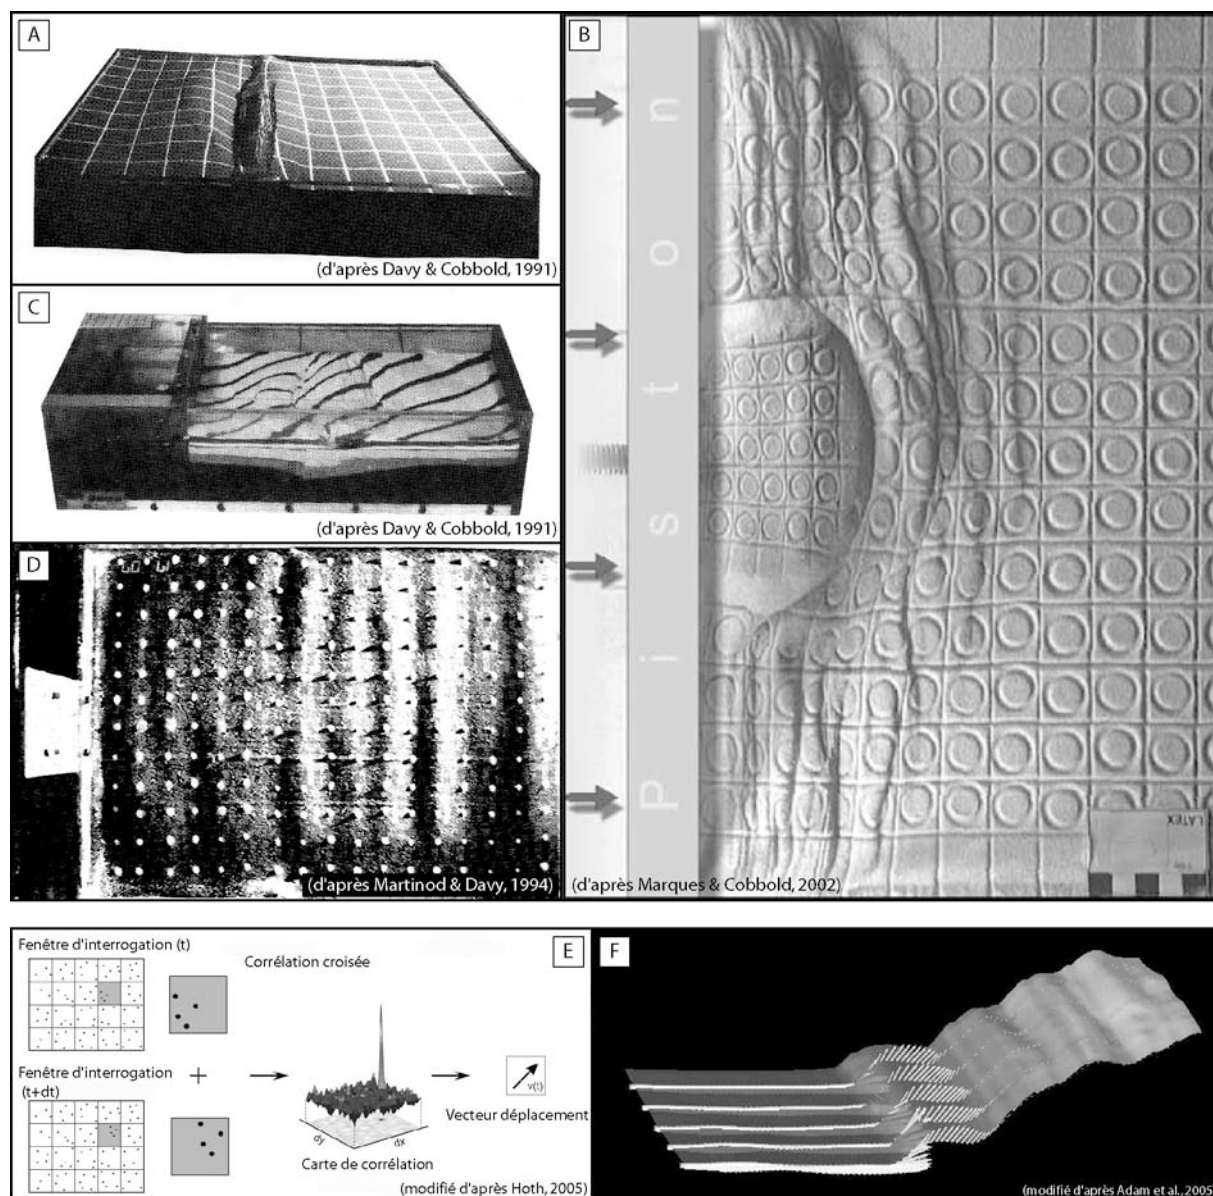 A
(d'après Davy & Cobbold, 1991)
B
Piston
LATEX
(d'après Marques & Cobbold, 2002)
C
(d'après Davy & Cobbold, 1991)
D
(d'après Martinod & Davy, 1994)
E
Fenêtre d'interrogation (t)
Corrélation croisée
Fenêtre d'interrogation
(t+dt)
+
v(t)
Vecteur déplacement
dy
dx
Carte de corrélation
(modifié d'après Hoth, 2005)
F
(modifié d'après Adam et al., 2005)